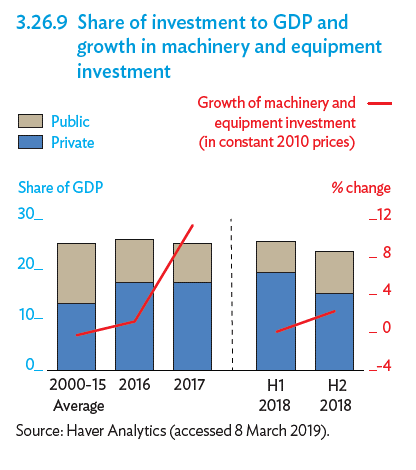 3.26.9 Share of investment to GDP and
growth in machinery and equipment
investment
Growth of machinery and
equipment investment
(in constant 2010 prices)
Public
Private
Share of GDP
% change
30
20
10
0
12
8
4
0
-4
2000-15
Average
2016
2017
H1
2018
H2
2018
Source: Haver Analytics (accessed 8 March 2019).